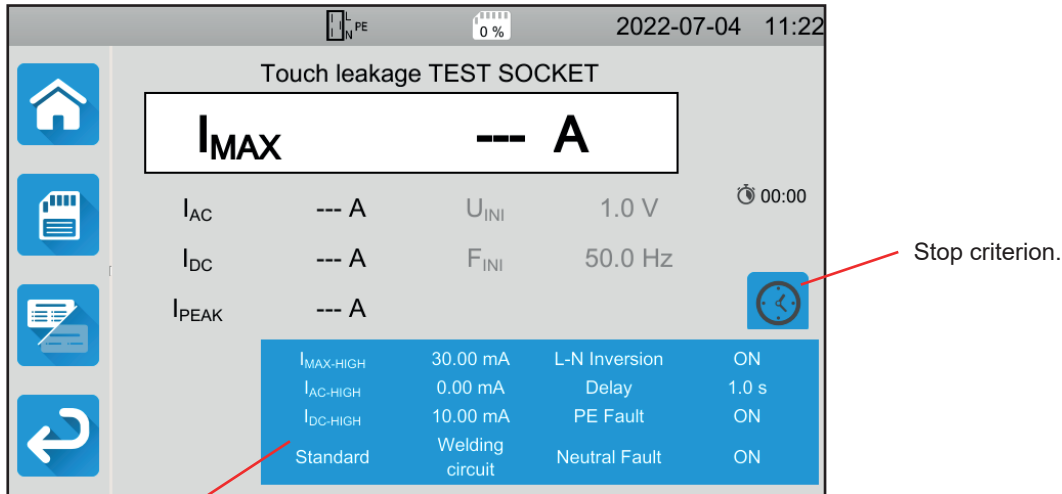 L
N PE
0 % 2022-07-04 11:22
Touch leakage TEST SOCKET
IMAX --- A
00:00
IAC --- A UINI 1.0 V
IDC --- A FINI 50.0 Hz
Stop criterion.
IPEAK --- A
IMAX-HIGH 30.00 mA L-N Inversion ON
IAC-HIGH 0.00 mA Delay 1.0 s
IDC-HIGH 10.00 mA PE Fault ON
Standard Welding circuit Neutral Fault ON